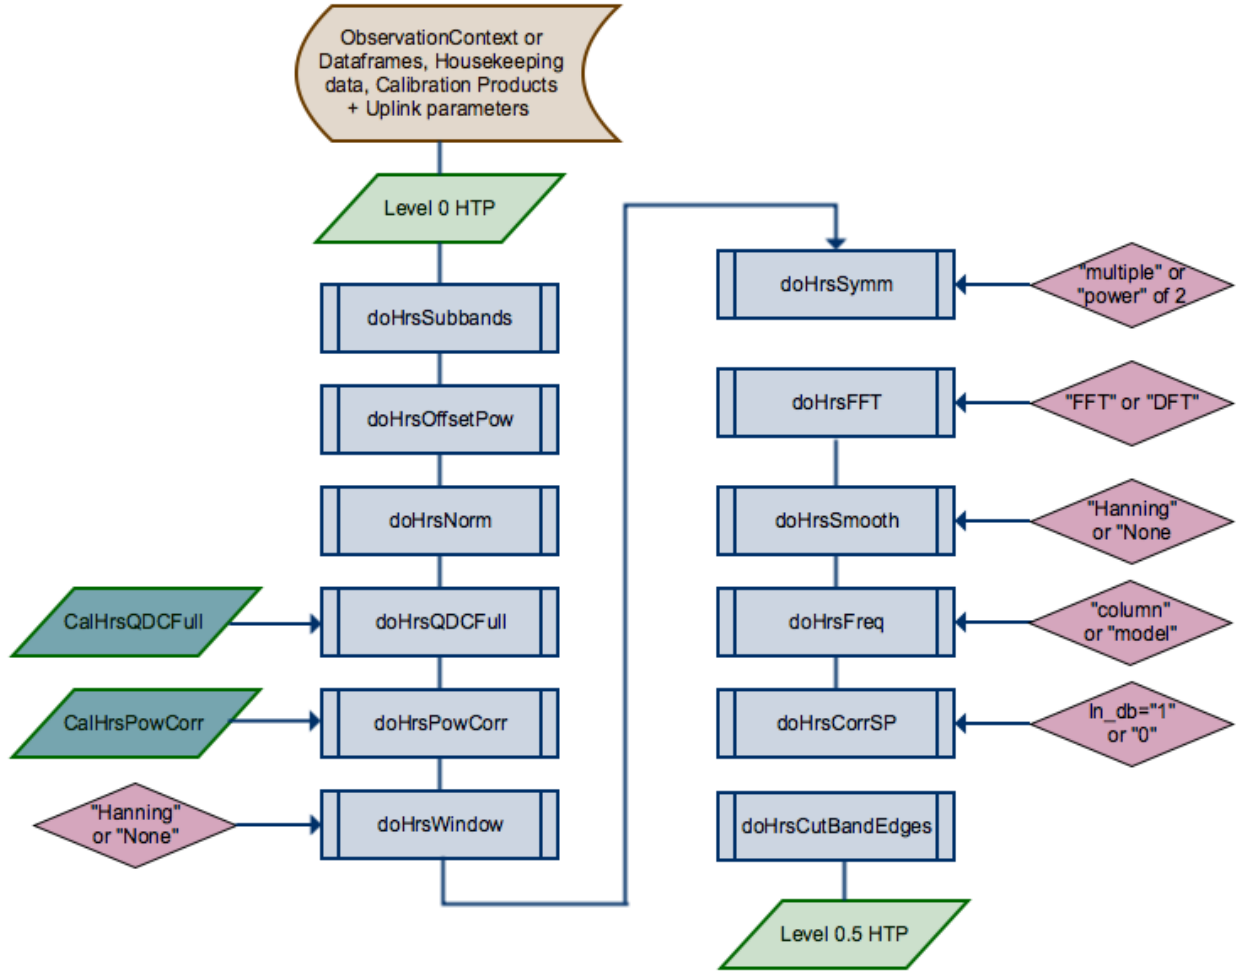 ObservationContext or
Dataframes, Housekeeping
data, Calibration Products
+ Uplink parameters
Level 0 HTP
doHrsSubbands
doHrsOffsetPow
doHrsNorm
CalHrsQDCFull
doHrsQDCFull
CalHrsPowCorr
doHrsPowCorr
"Hanning"
or "None"
doHrsWindow
doHrsSymm
"multiple" or
"power" of 2
doHrsFFT
"FFT" or "DFT"
doHrsSmooth
"Hanning"
or "None
doHrsFreq
"column"
or "model"
doHrsCorrSP
In_db="1"
or "0"
doHrsCutBandEdges
Level 0.5 HTP